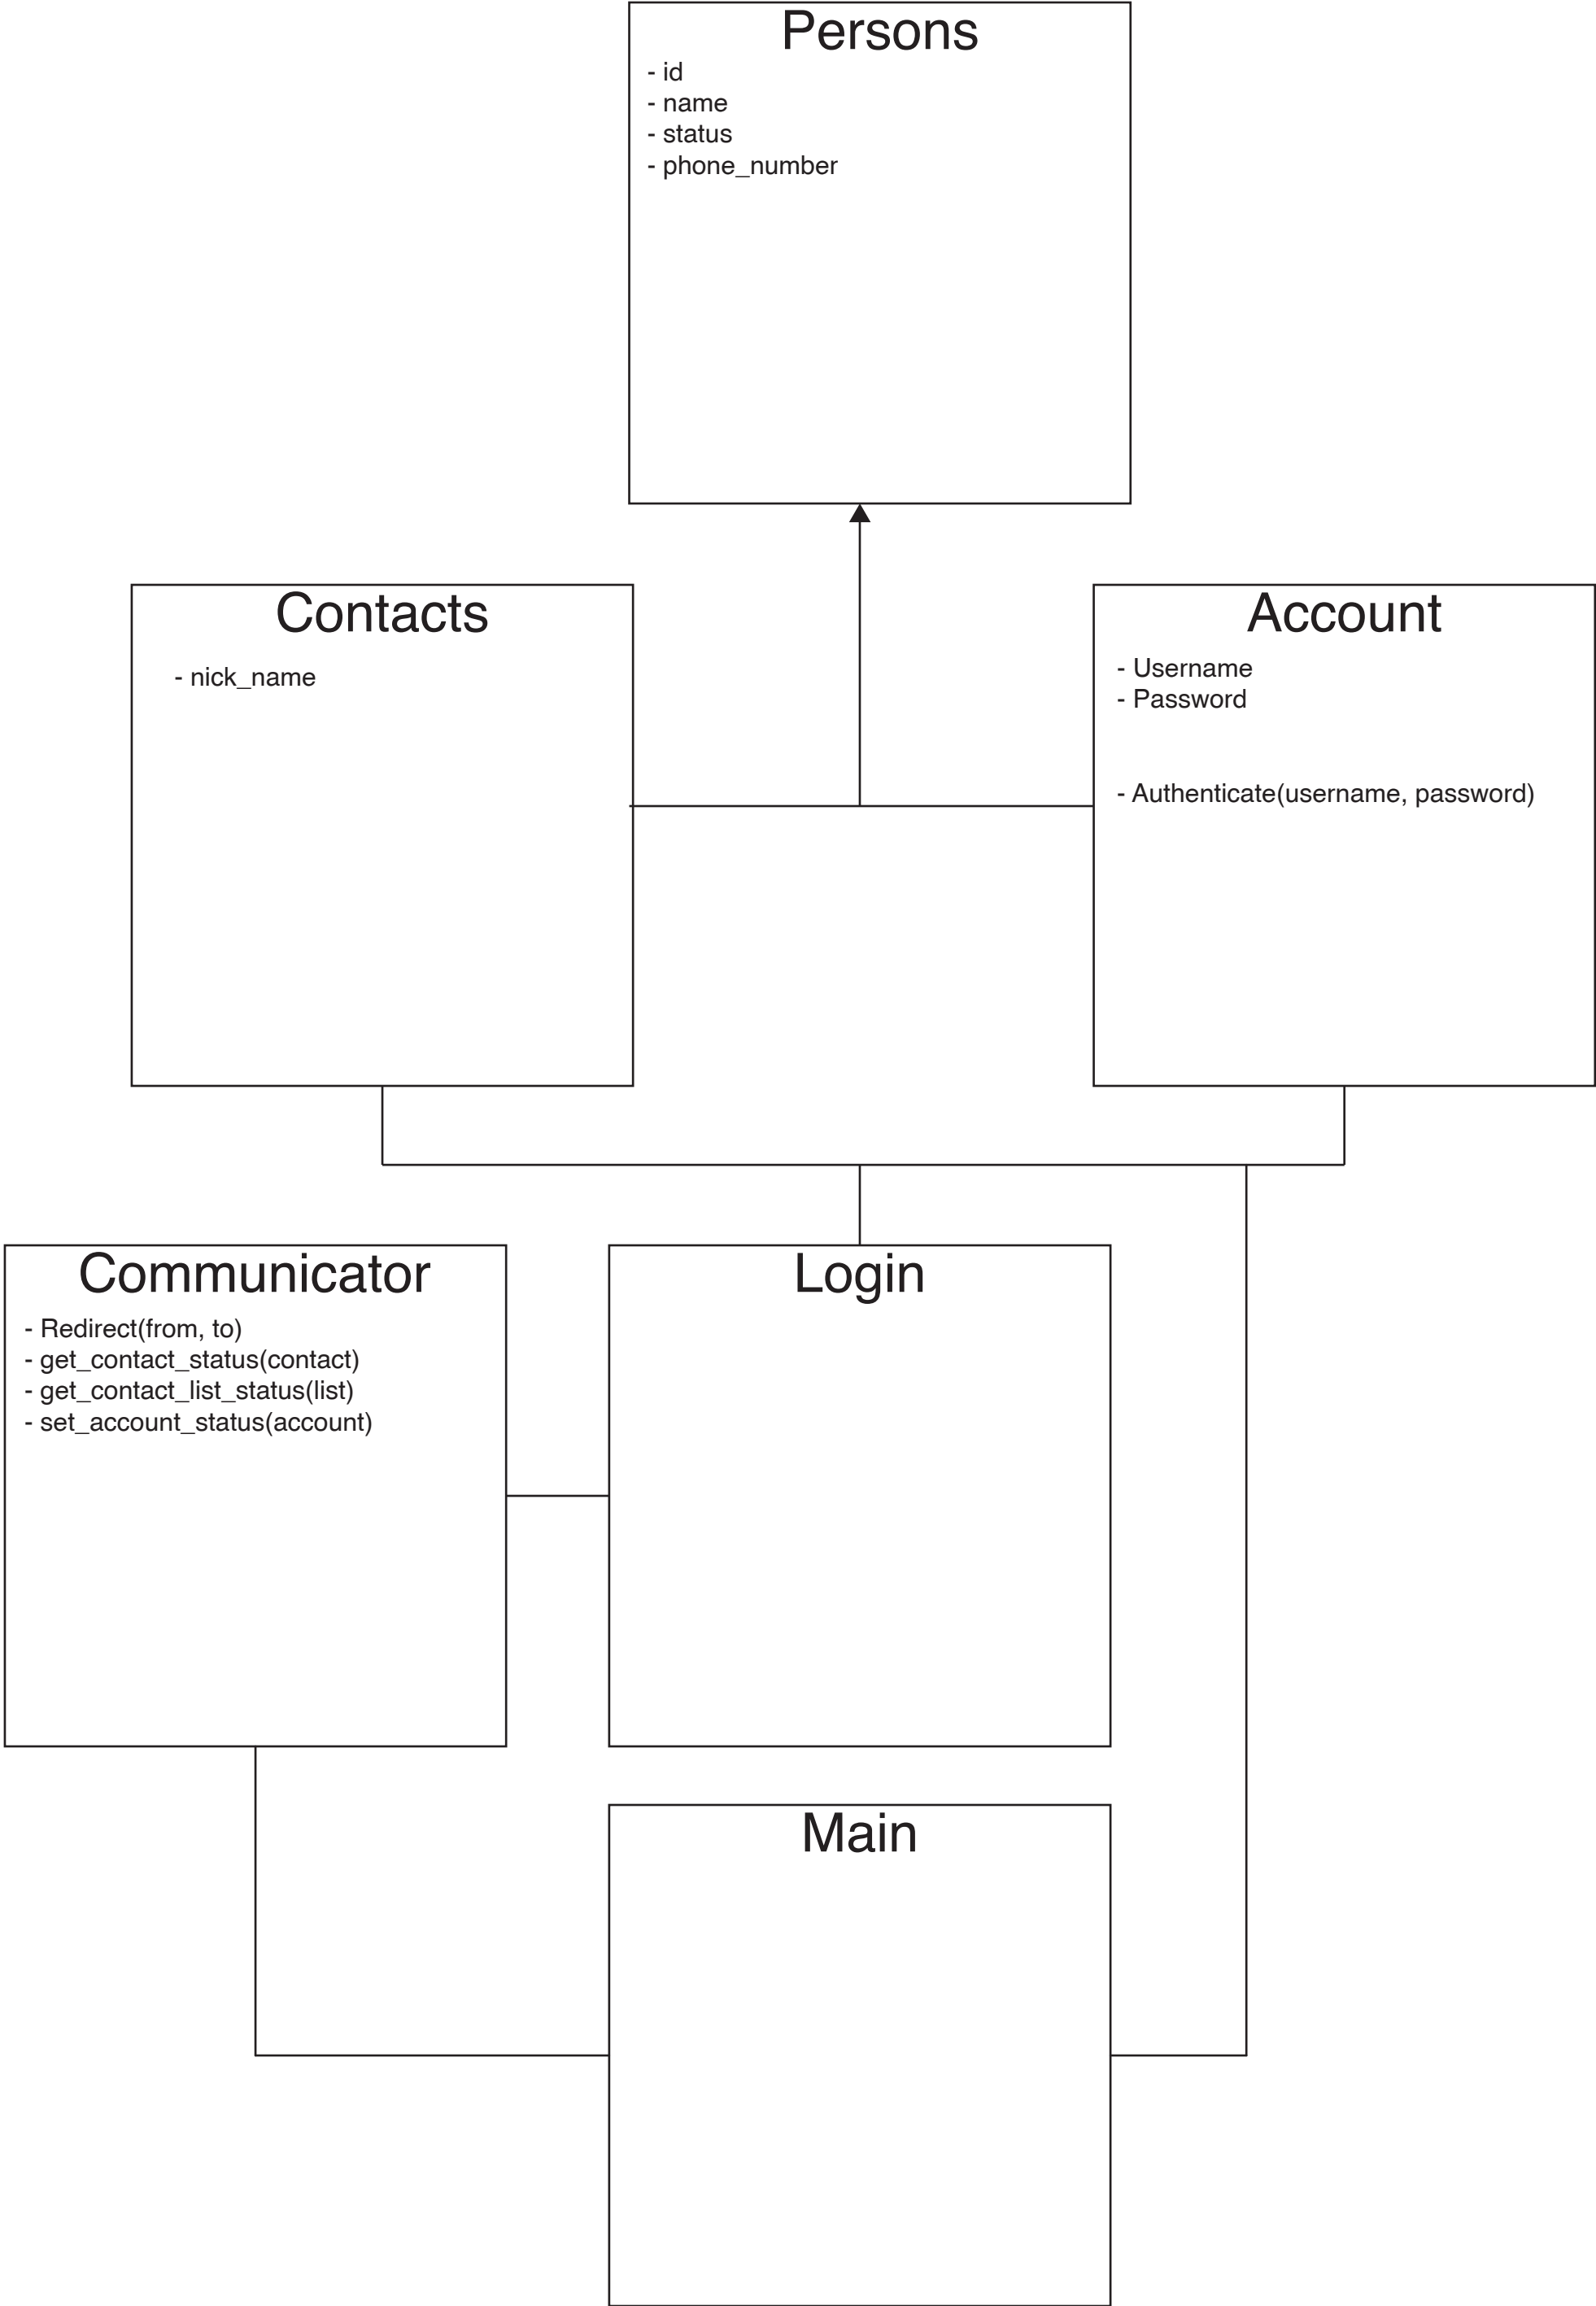 Persons
- id
- name
- status
- phone_number
Contacts
- nick_name
Account
- Username
- Password
- Authenticate(username, password)
Communicator
- Redirect(from, to)
- get_contact_status(contact)
- get_contact_list_status(list)
- set_account_status(account)
Login
Main